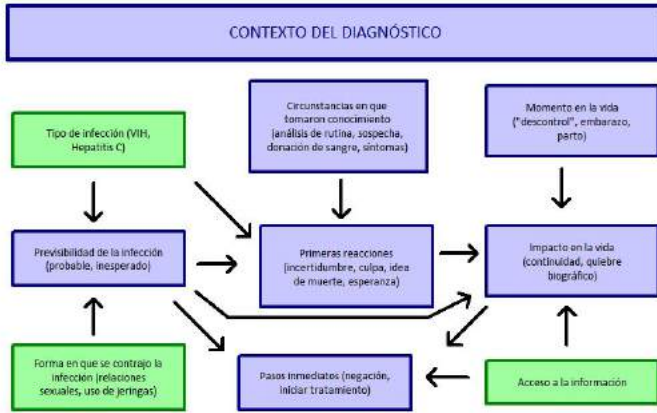 CONTEXTO DEL DIAGNÓSTICO
Tipo de infección (VIH,
Hepatitis C)
Circunstancias en que
tomaron conocimiento
(análisis de rutina, sospecha,
donación de sangre, síntomas)
Momento en la vida
("descontrol", embarazo,
parto)
Previsibilidad de la infección
(probable, inesperado)
Primeras reacciones
(incertidumbre, culpa, idea
de muerte, esperanza)
Impacto en la vida
(continuidad, quiebre
biográfico)
Forma en que se contrajo la
infección (relaciones
sexuales, uso de jeringas)
Pasos inmediatos (negación,
iniciar tratamiento)
Acceso a la información